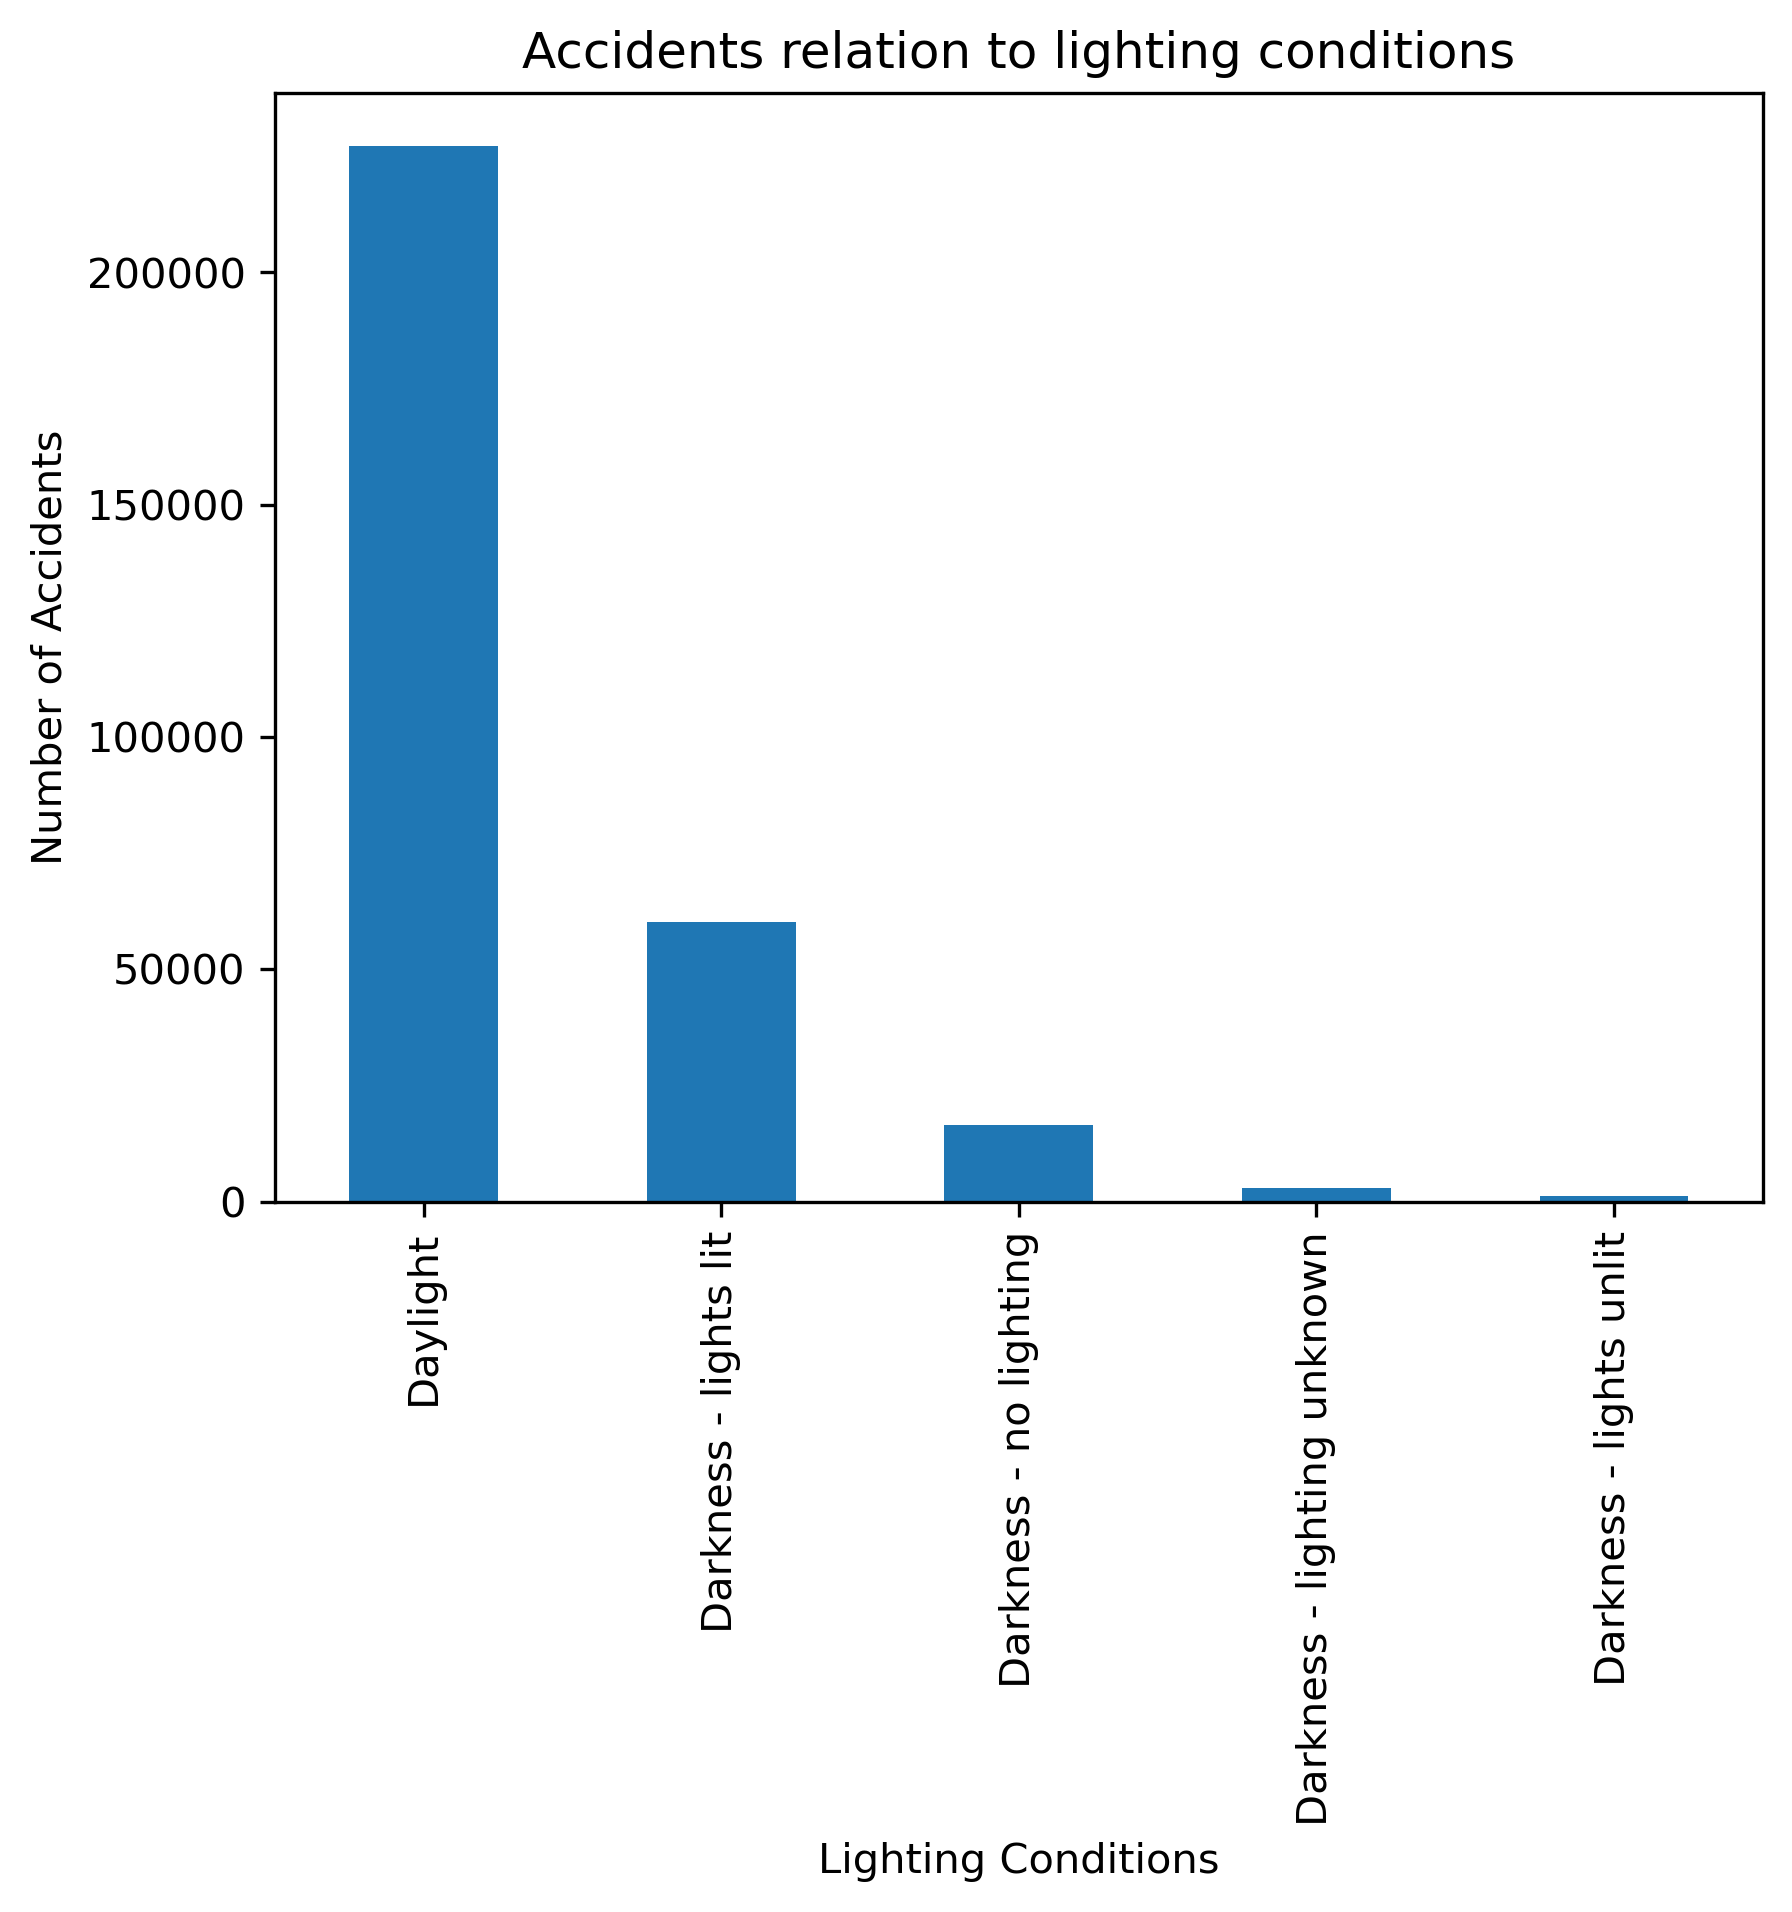 Accidents relation to lighting conditions
Number of Accidents
200000
150000
100000
50000
0
Daylight
Darkness - lights lit
Darkness - no lighting
Darkness - lighting unknown
Darkness - lights unlit
Lighting Conditions